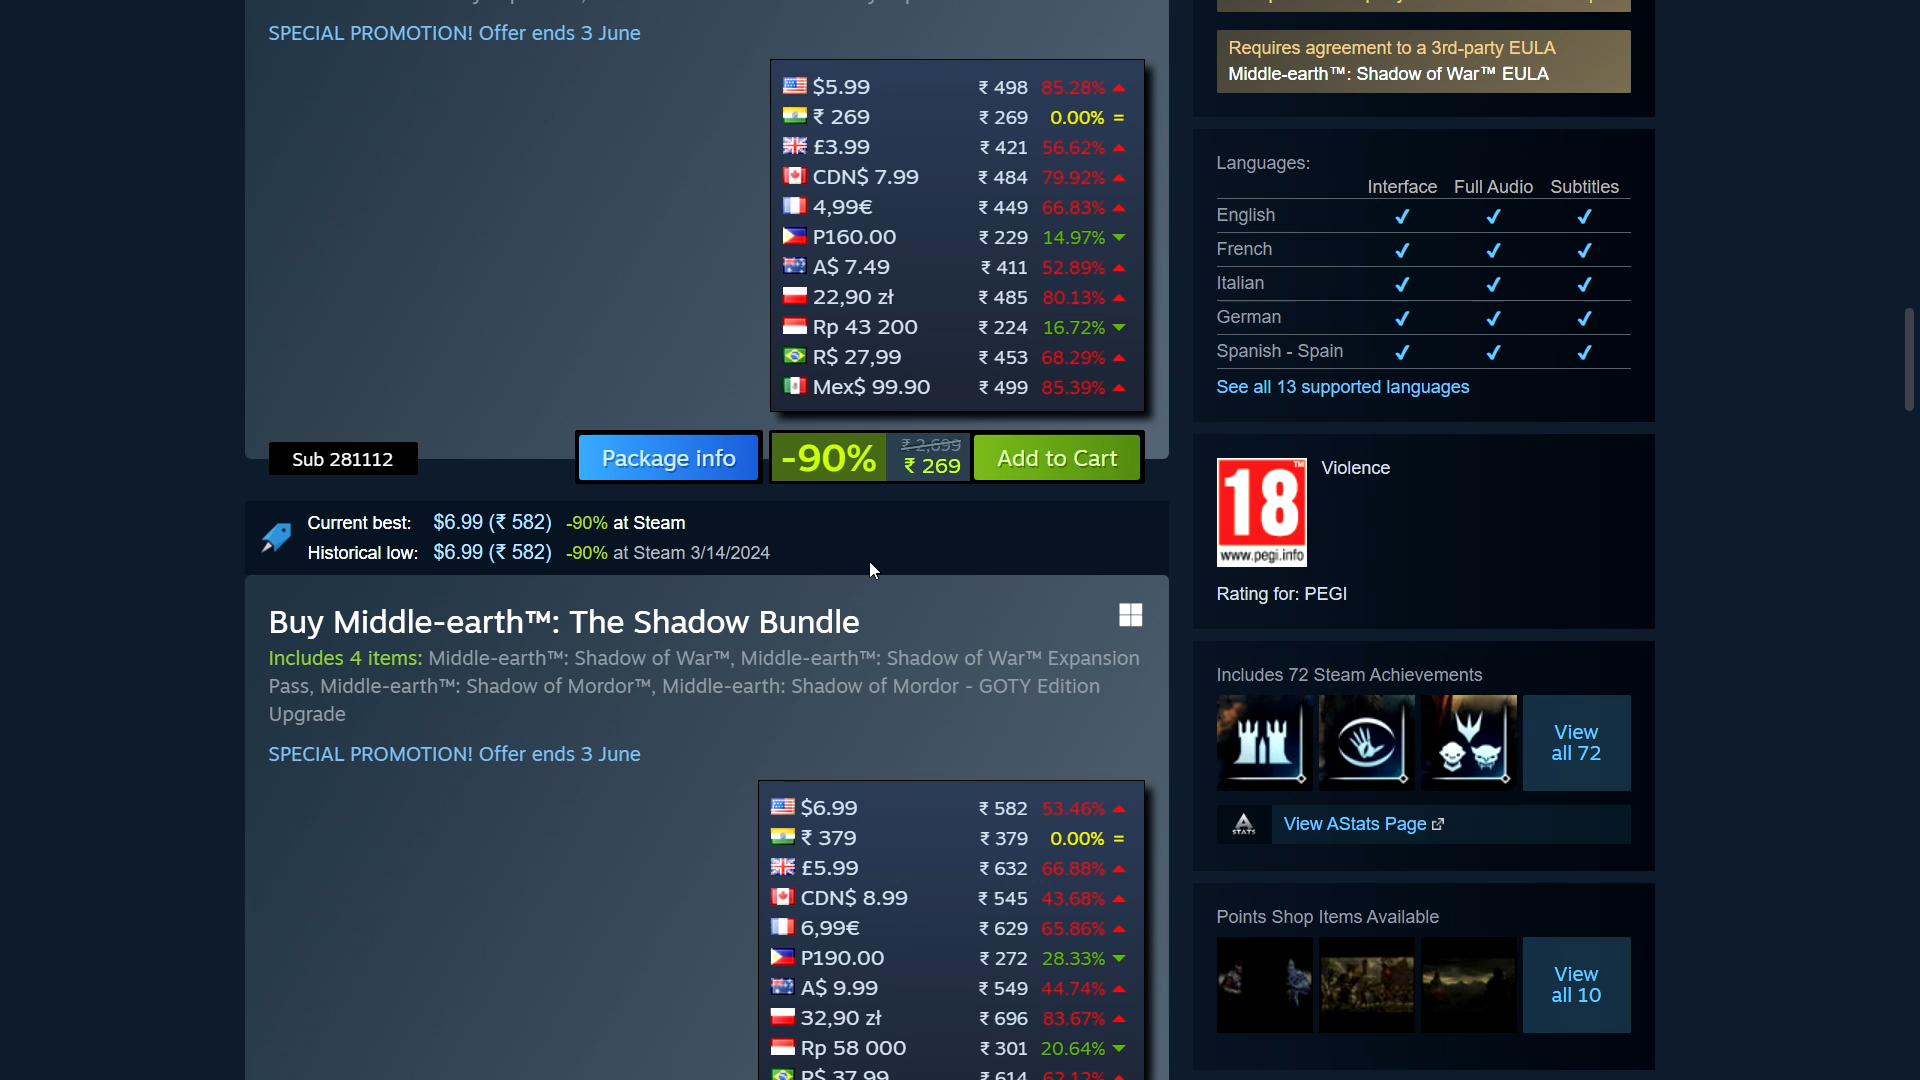 SPECIAL PROMOTION! Offer ends 3 June
$5.99 ₹ 498 85.28%
₹ 269 ₹ 269 0.00% =
£3.99 ₹ 421 56.62%
CDN$ 7.99 ₹ 484 79.92%
4,99€ ₹ 449 66.83%
P160.00 ₹ 229 14.97%
A$ 7.49 ₹ 411 52.89%
22,90 zł ₹ 485 80.13%
Rp 43 200 ₹ 224 16.72%
R$ 27,99 ₹ 453 68.29%
Mex$ 99.90 ₹ 499 85.39%
Sub 281112
Package info
-90%
₹ 2,699
₹ 269
Add to Cart
Current best: $6.99 (₹ 582) -90% at Steam
Historical low: $6.99 (₹ 582) -90% at Steam 3/14/2024
Buy Middle-earth™: The Shadow Bundle
Includes 4 items: Middle-earth™: Shadow of War™, Middle-earth™: Shadow of War™ Expansion
Pass, Middle-earth™: Shadow of Mordor™, Middle-earth: Shadow of Mordor - GOTY Edition
Upgrade
SPECIAL PROMOTION! Offer ends 3 June
$6.99 ₹ 582 53.46%
₹ 379 ₹ 379 0.00% =
£5.99 ₹ 632 66.88%
CDN$ 8.99 ₹ 545 43.68%
6,99€ ₹ 629 65.86%
P190.00 ₹ 272 28.33%
A$ 9.99 ₹ 549 44.74%
32,90 zł ₹ 696 83.67%
Rp 58 000 ₹ 301 20.64%
R$ 37,99 ₹ 614 62.12%
Requires agreement to a 3rd-party EULA
Middle-earth™: Shadow of War™ EULA
Languages:
Interface Full Audio Subtitles
English ✔ ✔ ✔
French ✔ ✔ ✔
Italian ✔ ✔ ✔
German ✔ ✔ ✔
Spanish - Spain ✔ ✔ ✔
See all 13 supported languages
18
www.pegi.info
Violence
Rating for: PEGI
Includes 72 Steam Achievements
View
all 72
STATS
View AStats Page
Points Shop Items Available
View
all 10